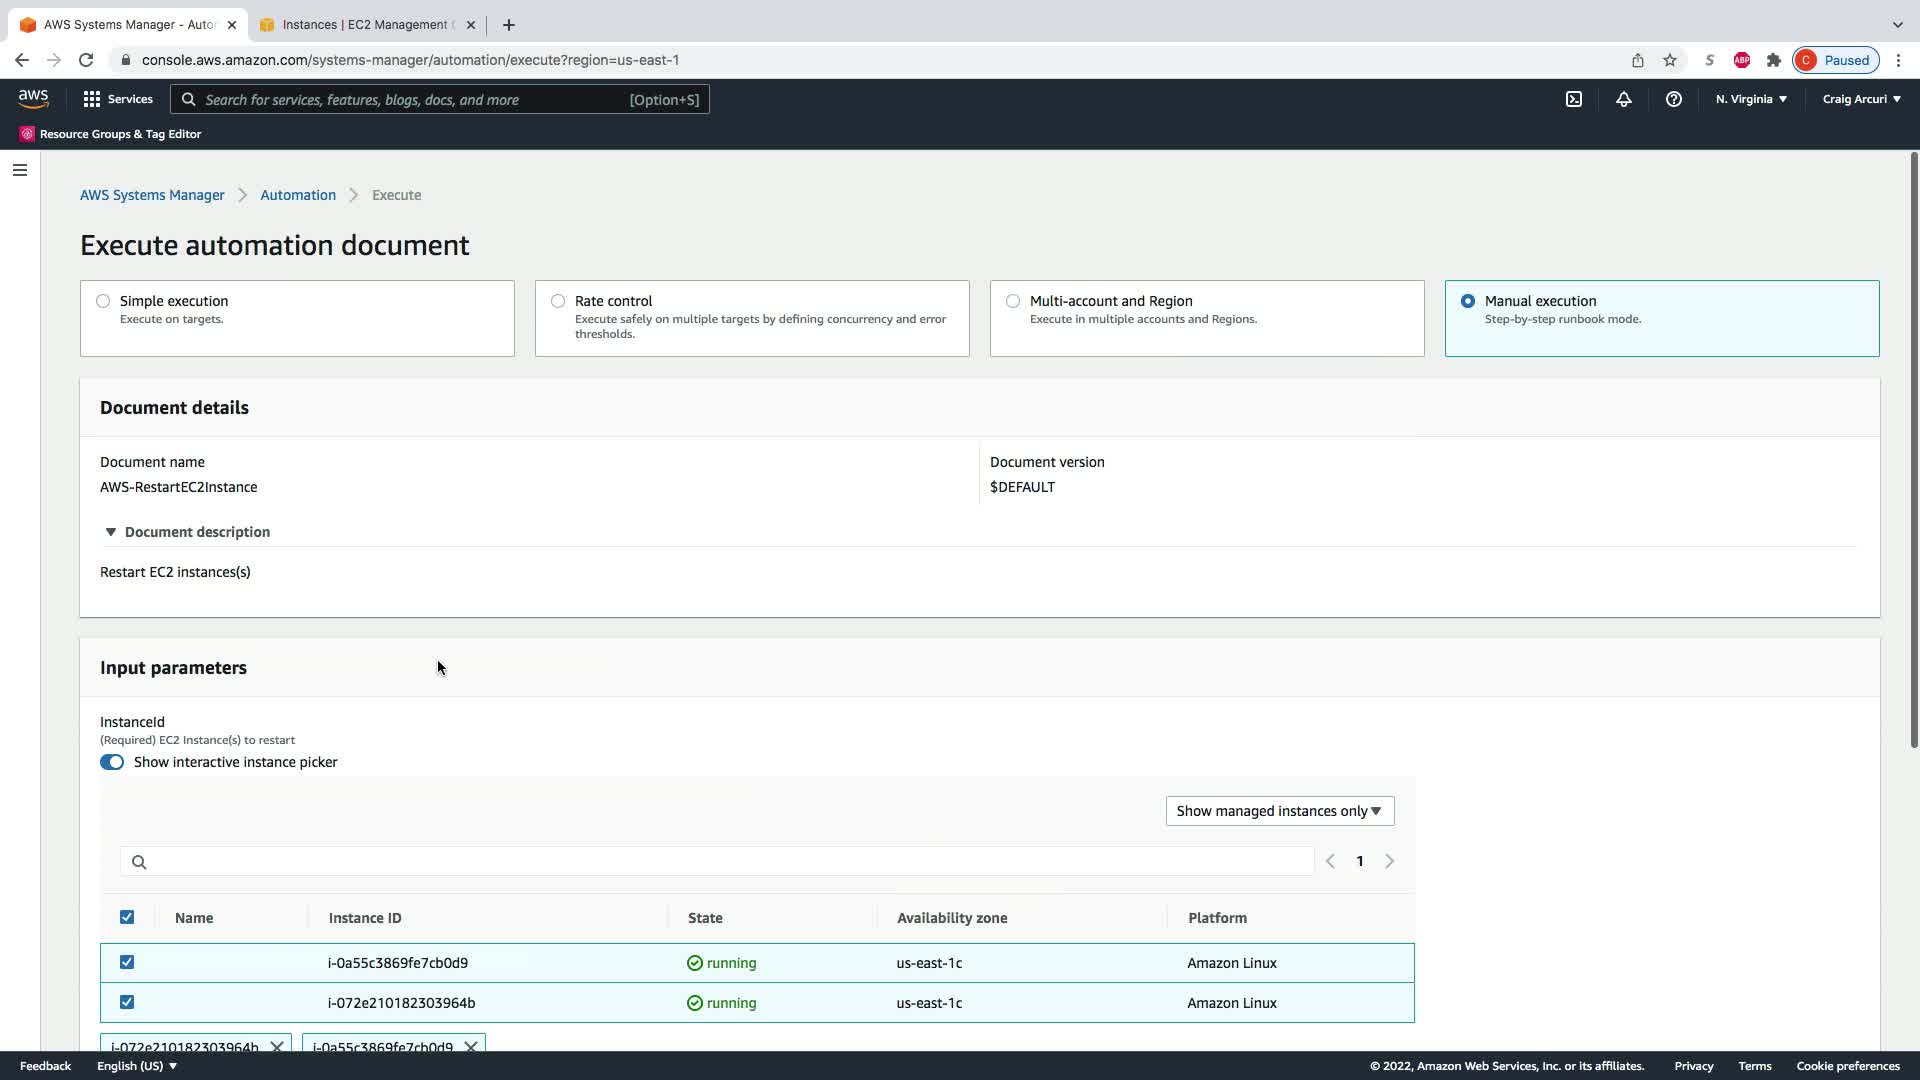 AWS Systems Manager - Autor
Instances | EC2 Management C
console.aws.amazon.com/systems-manager/automation/execute?region=us-east-1
S
ABP
C
Paused
aws
Services
Search for services, features, blogs, docs, and more
[Option+S]
N. Virginia
Craig Arcuri
Resource Groups & Tag Editor
AWS Systems Manager
Automation
Execute
Execute automation document
Simple execution
Execute on targets.
Rate control
Execute safely on multiple targets by defining concurrency and error
thresholds.
Multi-account and Region
Execute in multiple accounts and Regions.
Manual execution
Step-by-step runbook mode.
Document details
Document name
AWS-RestartEC2Instance
Document version
$DEFAULT
Document description
Restart EC2 instances(s)
Input parameters
InstanceId
(Required) EC2 Instance(s) to restart
Show interactive instance picker
Show managed instances only
1
Name Instance ID State Availability zone Platform
i-0a55c3869fe7cb0d9 running us-east-1c Amazon Linux
i-072e210182303964b running us-east-1c Amazon Linux
i-072e210182303964b
i-0a55c3869fe7cb0d9
Feedback English (US) © 2022, Amazon Web Services, Inc. or its affiliates. Privacy Terms Cookie preferences